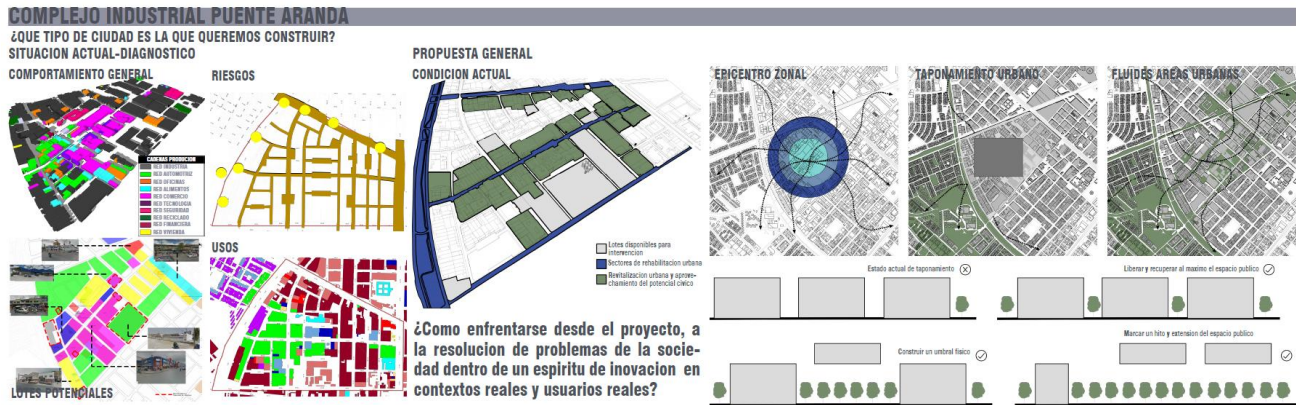 COMPLEJO INDUSTRIAL PUENTE ARANDA
¿QUE TIPO DE CIUDAD ES LA QUE QUEREMOS CONSTRUIR?
SITUACION ACTUAL-DIAGNOSTICO
COMPORTAMIENTO GENERAL
RIESGOS
CADENAS PRODUCION
RED INDUSTRIA
RED AUTOMOTRIZ
RED OFICINAS
RED ALIMENTOS
RED COMERCIO
RED TECNOLOGIA
RED SEGURIDAD
RED RECICLADO
RED FINANCIERA
RED VIVIENDA
USOS
LOTES POTENCIALES
PROPUESTA GENERAL
CONDICION ACTUAL
Lotes disponibles para
intervencion
Sectores de rehabilitacion urbana
Revitalizacion urbana y aprove-
chamiento del potencial civico
¿Como enfrentarse desde el proyecto, a
la resolucion de problemas de la socie-
dad dentro de un espiritu de inovacion en
contextos reales y usuarios reales?
EPICENTRO ZONAL
TAPONAMIENTO URBANO
FLUIDES AREAS URBANAS
Estado actual de taponamiento
Liberar y recuperar al maximo el espacio publico
Construir un umbral fisico
Marcar un hito y extension del espacio publico